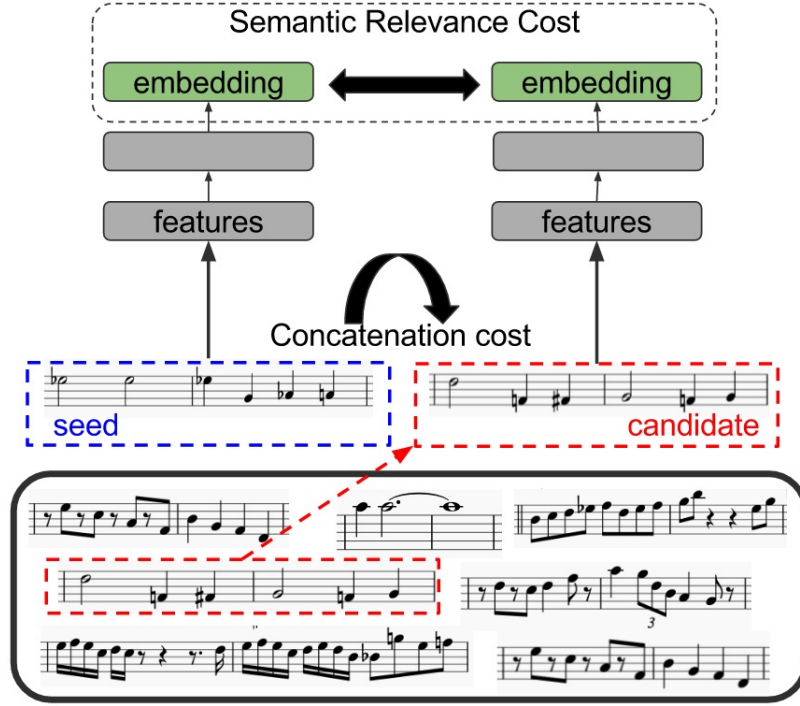 Semantic Relevance Cost
embedding embedding
features features
Concatenation cost
seed candidate
3